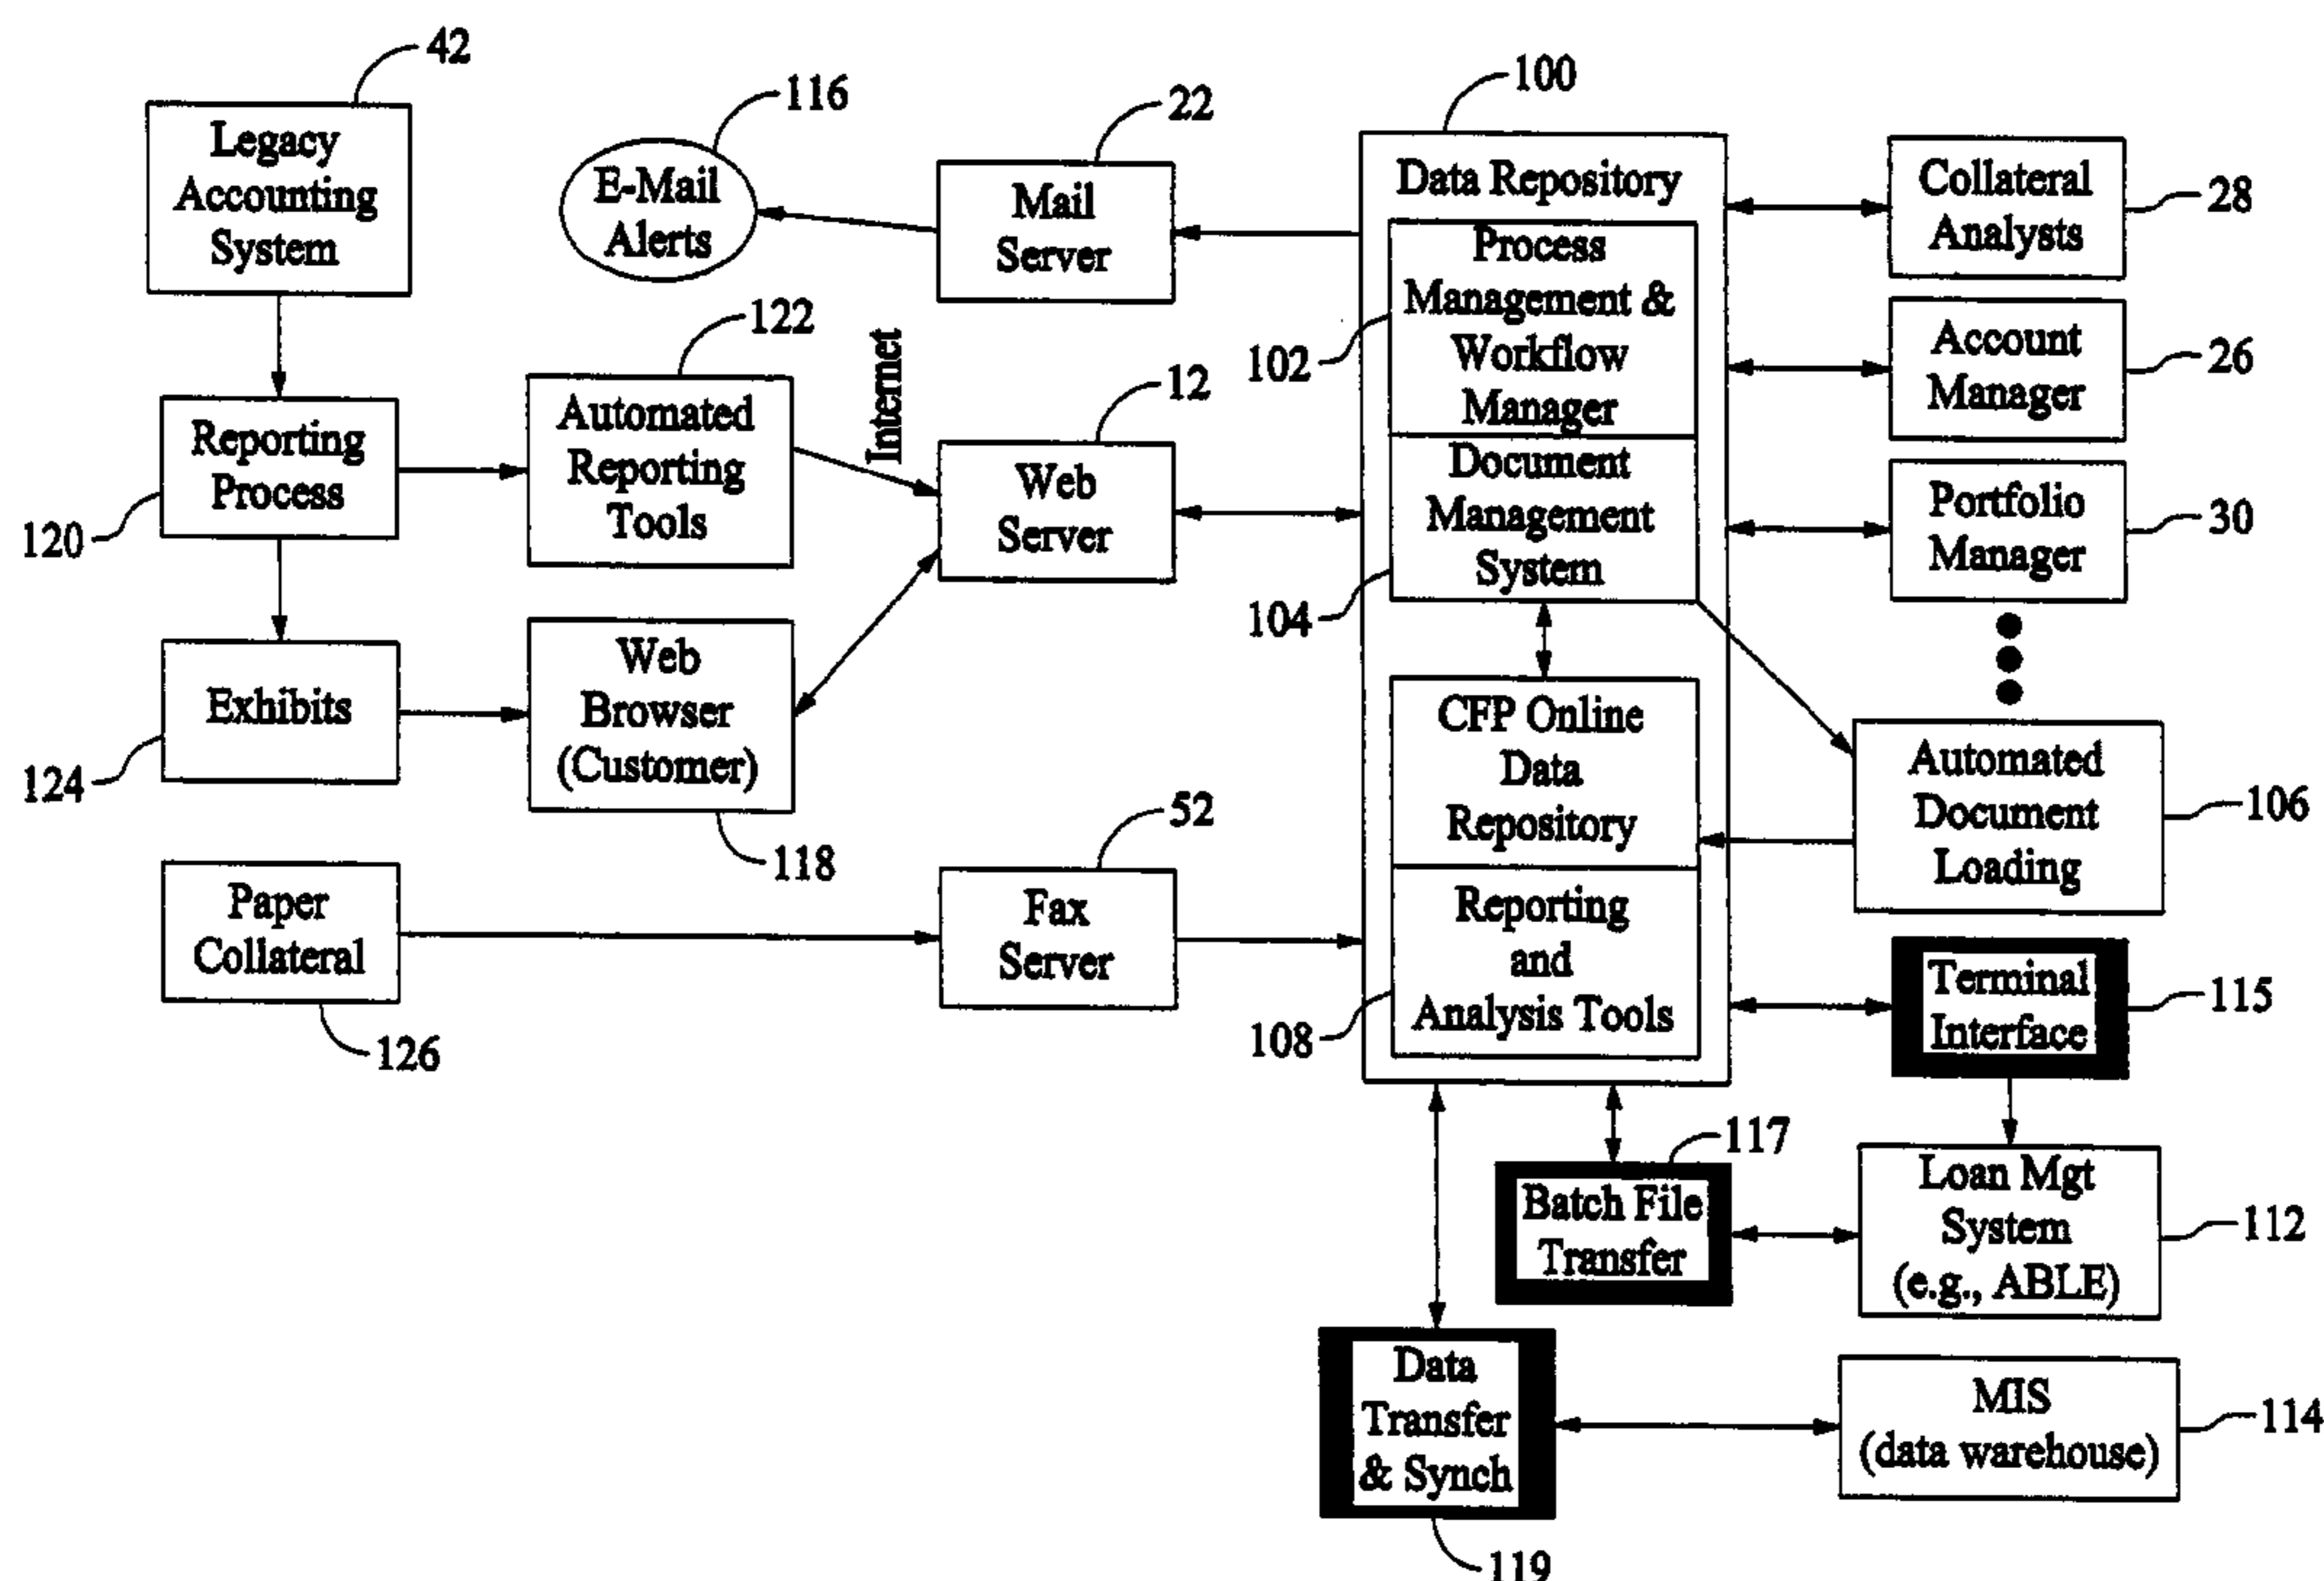 42
Legacy
Accounting
System
116
E-Mail
Alerts
22
Mail
Server
100
Data Repository
Process
Management &
Workflow
Manager
102
Document
Management
System
104
CFP Online
Data
Repository
Reporting
and
Analysis Tools
108
Collateral
Analysts
28
Account
Manager
26
Portfolio
Manager
30
Reporting
Process
120
122
Automated
Reporting
Tools
Internet
12
Web
Server
Exhibits
124
Web
Browser
(Customer)
118
Automated
Document
Loading
106
Paper
Collateral
126
52
Fax
Server
Terminal
Interface
115
117
Batch File
Transfer
Loan Mgt
System
(e.g., ABLE)
112
Data
Transfer
& Synch
119
MIS
(data warehouse)
114